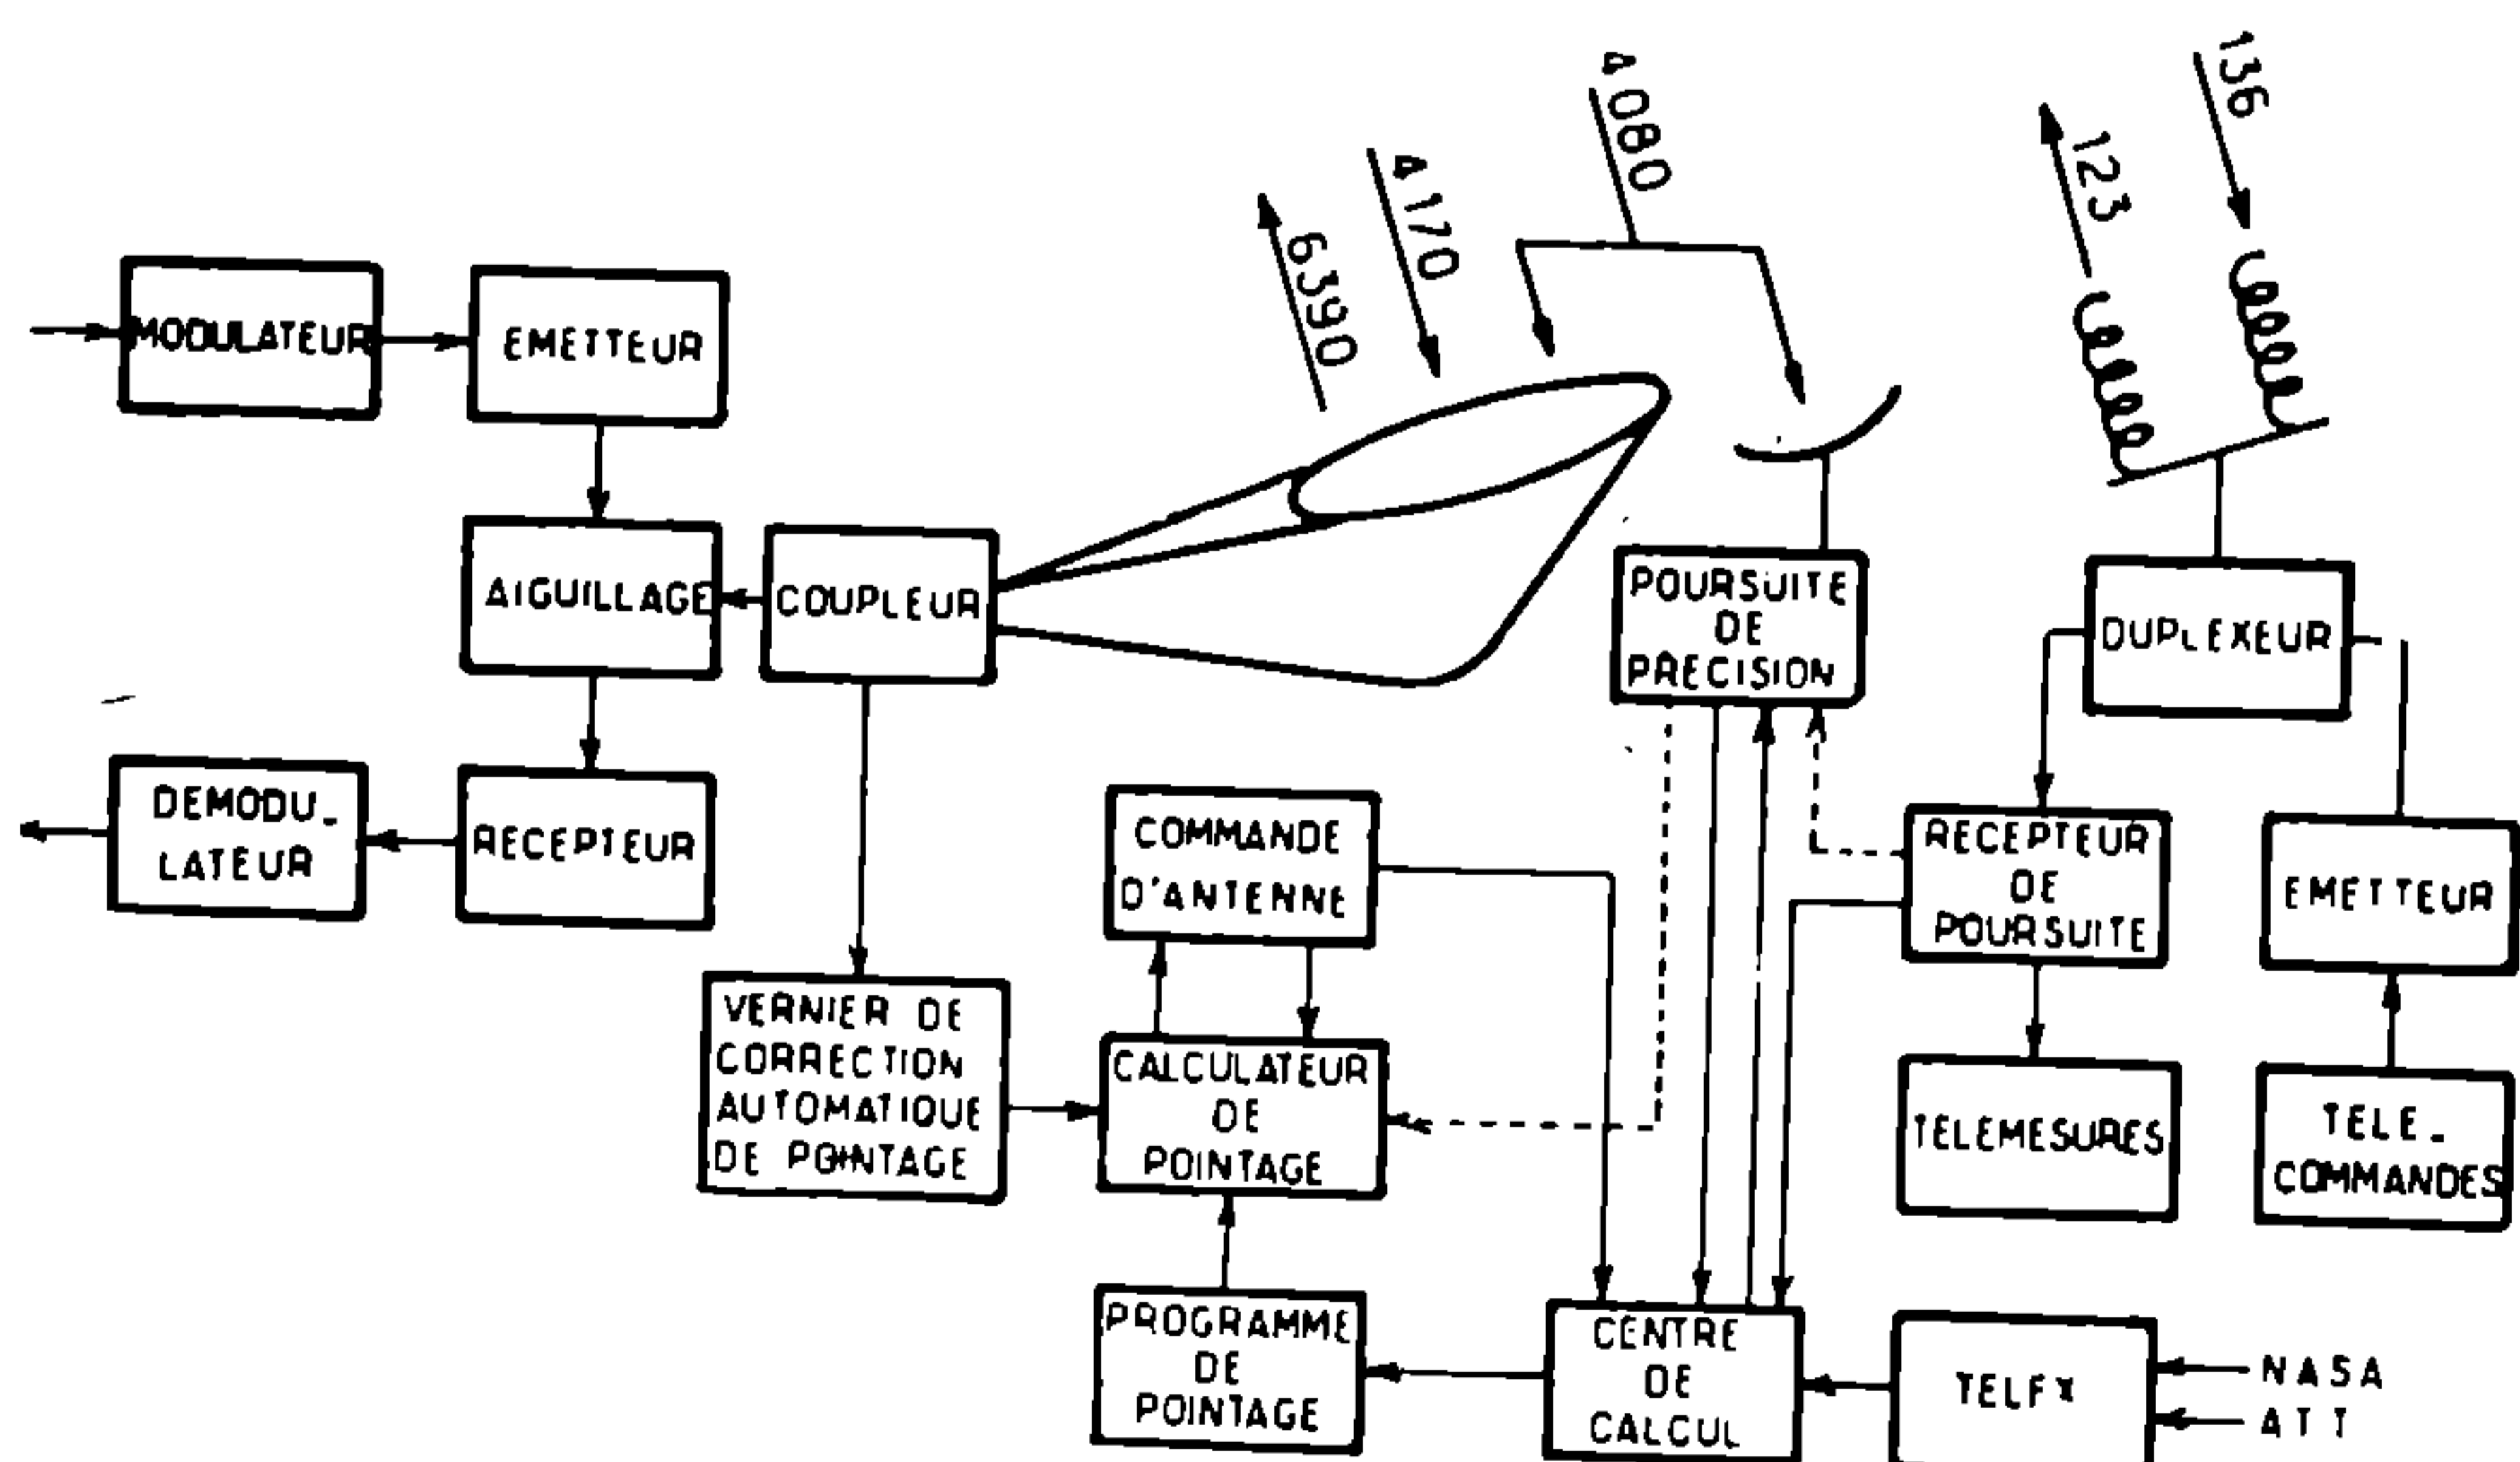 136
4080
123
4170
6390
MODULATEUR
EMETTEUR
AIGUILLAGE
COUPLEUR
POURSUITE
DE
PRECISION
DUPLEXEUR
DEMODU_
LATEUR
RECEPTEUR
COMMANDE
D'ANTENNE
RECEPTEUR
DE
POURSUITE
EMETTEUR
VERNIER DE
CORRECTION
AUTOMATIQUE
DE POINTAGE
CALCULATEUR
DE
POINTAGE
TELEMESURES
TELE_
COMMANDES
PROGRAMME
DE
POINTAGE
CENTRE
DE
CALCUL
TELEX
NASA
ATT